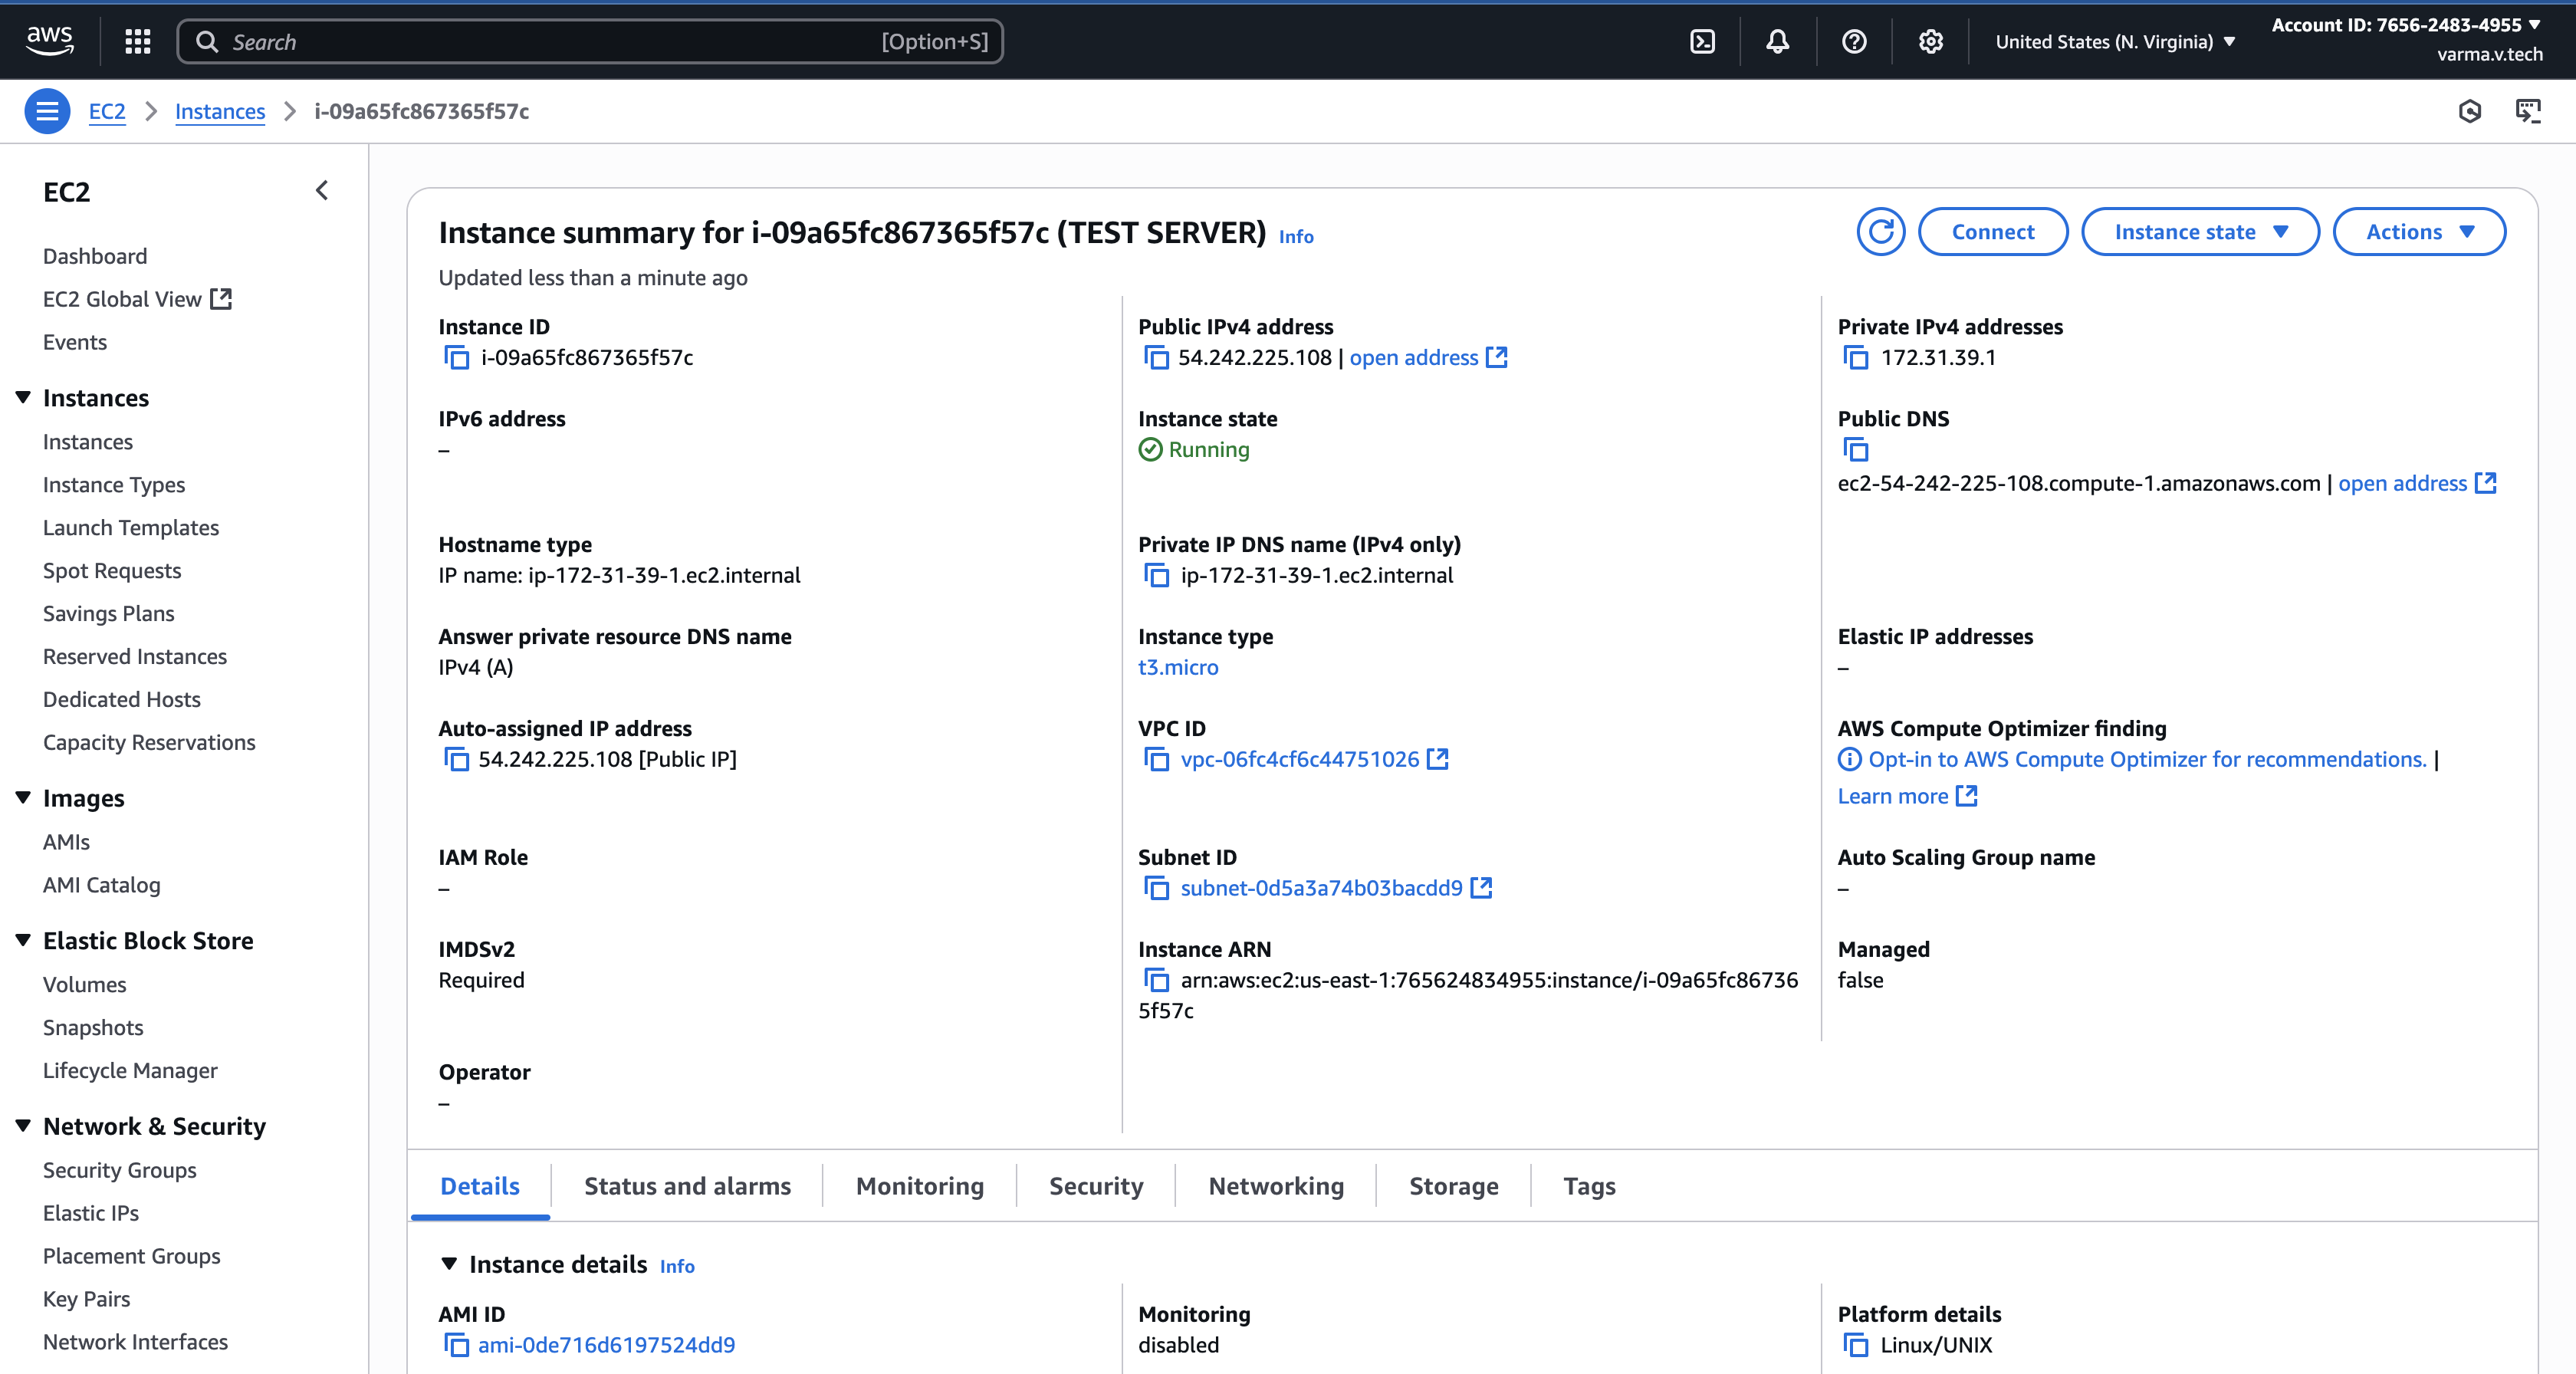 aws
Search
[Option+S]
United States (N. Virginia)
Account ID: 7656-2483-4955
varma.v.tech
EC2
Instances
i-09a65fc867365f57c
EC2
Dashboard
EC2 Global View
Events
Instances
Instances
Instance Types
Launch Templates
Spot Requests
Savings Plans
Reserved Instances
Dedicated Hosts
Capacity Reservations
Images
AMIs
AMI Catalog
Elastic Block Store
Volumes
Snapshots
Lifecycle Manager
Network & Security
Security Groups
Elastic IPs
Placement Groups
Key Pairs
Network Interfaces
Instance summary for i-09a65fc867365f57c (TEST SERVER) Info
Updated less than a minute ago
Connect
Instance state
Actions
Instance ID
i-09a65fc867365f57c
Public IPv4 address
54.242.225.108 | open address
Private IPv4 addresses
172.31.39.1
IPv6 address
–
Instance state
Running
Public DNS
ec2-54-242-225-108.compute-1.amazonaws.com | open address
Hostname type
IP name: ip-172-31-39-1.ec2.internal
Private IP DNS name (IPv4 only)
ip-172-31-39-1.ec2.internal
Answer private resource DNS name
IPv4 (A)
Instance type
t3.micro
Elastic IP addresses
–
Auto-assigned IP address
54.242.225.108 [Public IP]
VPC ID
vpc-06fc4cf6c44751026
AWS Compute Optimizer finding
Opt-in to AWS Compute Optimizer for recommendations. |
Learn more
IAM Role
–
Subnet ID
subnet-0d5a3a74b03bacdd9
Auto Scaling Group name
–
IMDSv2
Required
Instance ARN
arn:aws:ec2:us-east-1:765624834955:instance/i-09a65fc86736
5f57c
Managed
false
Operator
–
Details
Status and alarms
Monitoring
Security
Networking
Storage
Tags
Instance details Info
AMI ID
ami-0de716d6197524dd9
Monitoring
disabled
Platform details
Linux/UNIX